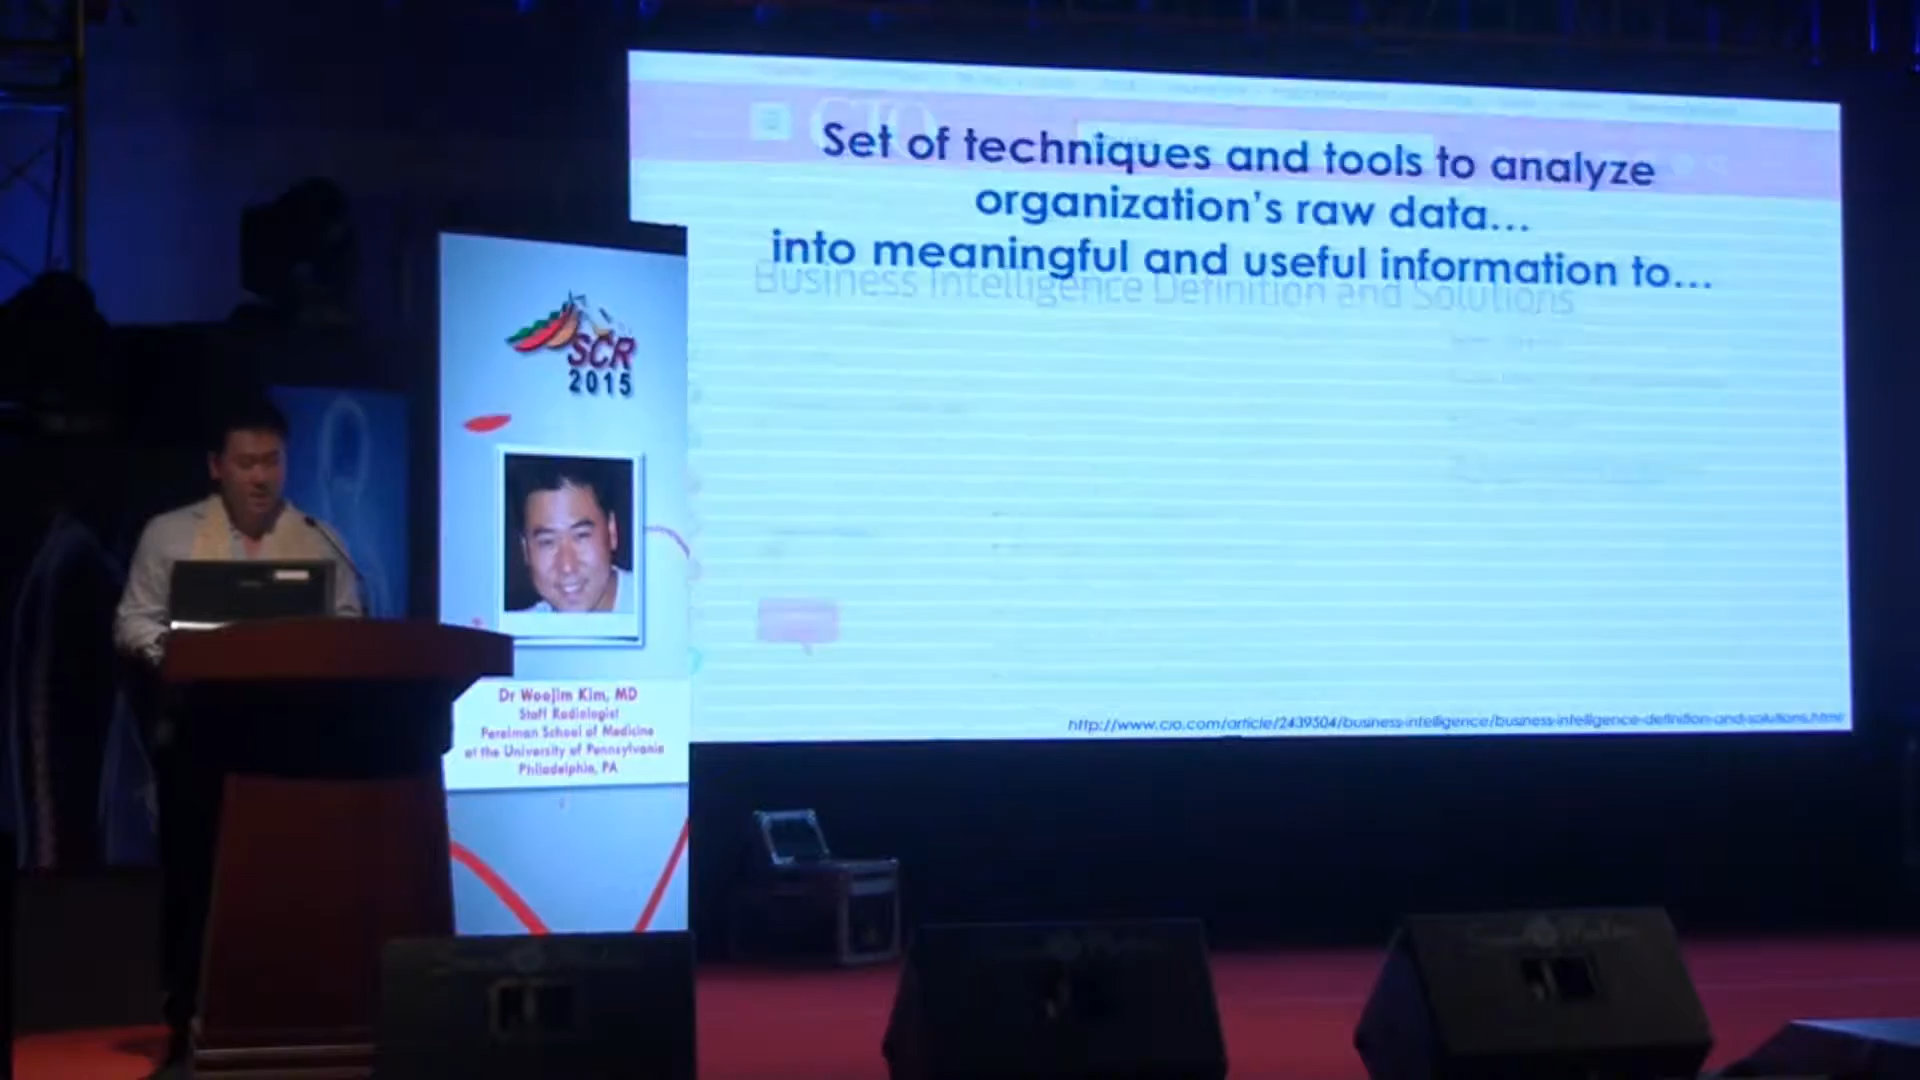 CIO
Set of techniques and tools to analyze
organization's raw data...
into meaningful and useful information to...
Business Intelligence Definition and Solutions
http://www.cio.com/article/2439504/business-intelligence/business-intelligence-definition-and-solutions.html
SCR
2015
Dr Woojim Kim, MD
Staff Radiologist
Perelman School of Medicine
at the University of Pennsylvania
Philadelphia, PA